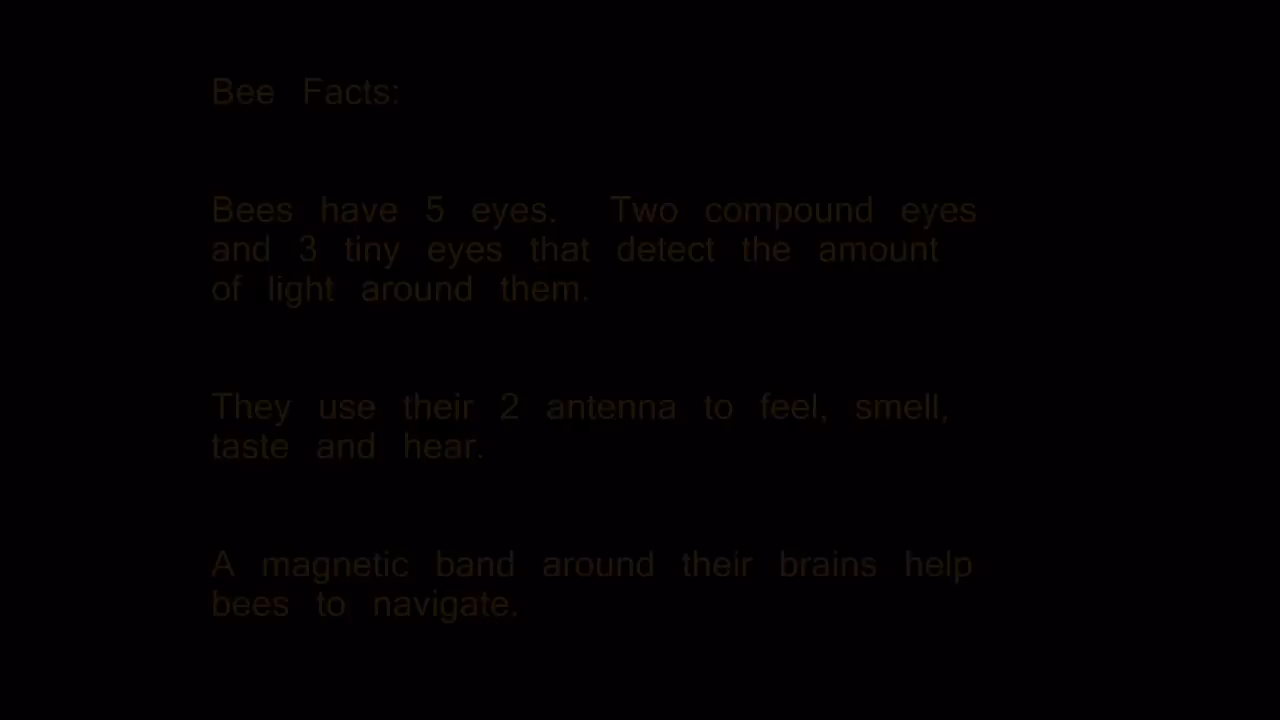 Bee Facts:
Bees have 5 eyes. Two compound eyes
and 3 tiny eyes that detect the amount
of light around them.
They use their 2 antenna to feel, smell,
taste and hear.
A magnetic band around their brains help
bees to navigate.